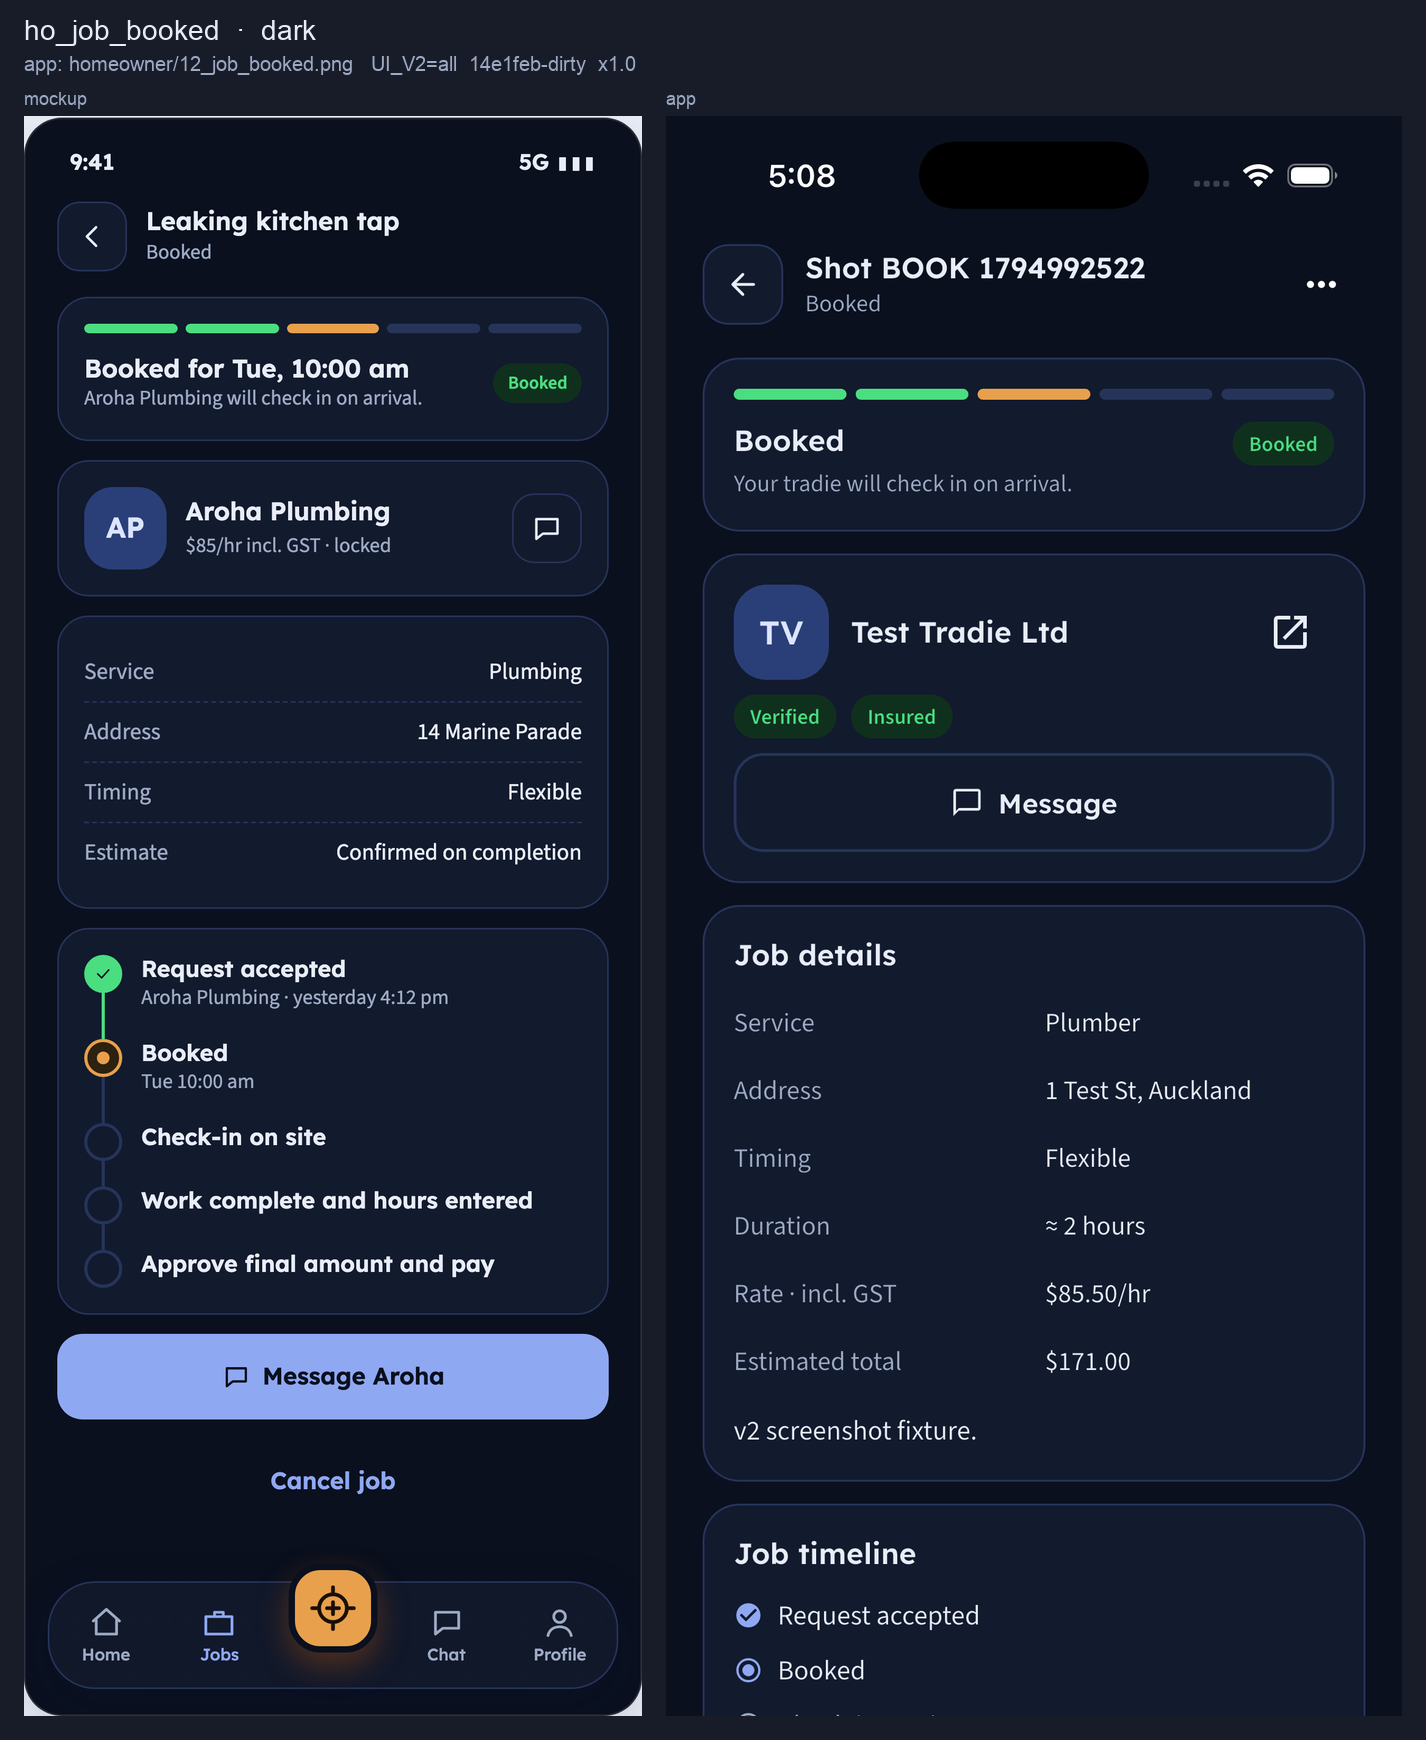 ho_job_booked · dark
app: homeowner/12_job_booked.png UI_V2=all 14e1feb-dirty x1.0
mockup
9:41
5G
Leaking kitchen tap
Booked
Booked for Tue, 10:00 am
Aroha Plumbing will check in on arrival.
Booked
AP
Aroha Plumbing
$85/hr incl. GST · locked
Service
Plumbing
Address
14 Marine Parade
Timing
Flexible
Estimate
Confirmed on completion
Request accepted
Aroha Plumbing · yesterday 4:12 pm
Booked
Tue 10:00 am
Check-in on site
Work complete and hours entered
Approve final amount and pay
Message Aroha
Cancel job
Home
Jobs
Chat
Profile
app
5:08
Shot BOOK 1794992522
Booked
Booked
Booked
Your tradie will check in on arrival.
TV
Test Tradie Ltd
Verified
Insured
Message
Job details
Service
Plumber
Address
1 Test St, Auckland
Timing
Flexible
Duration
≈ 2 hours
Rate · incl. GST
$85.50/hr
Estimated total
$171.00
v2 screenshot fixture.
Job timeline
Request accepted
Booked